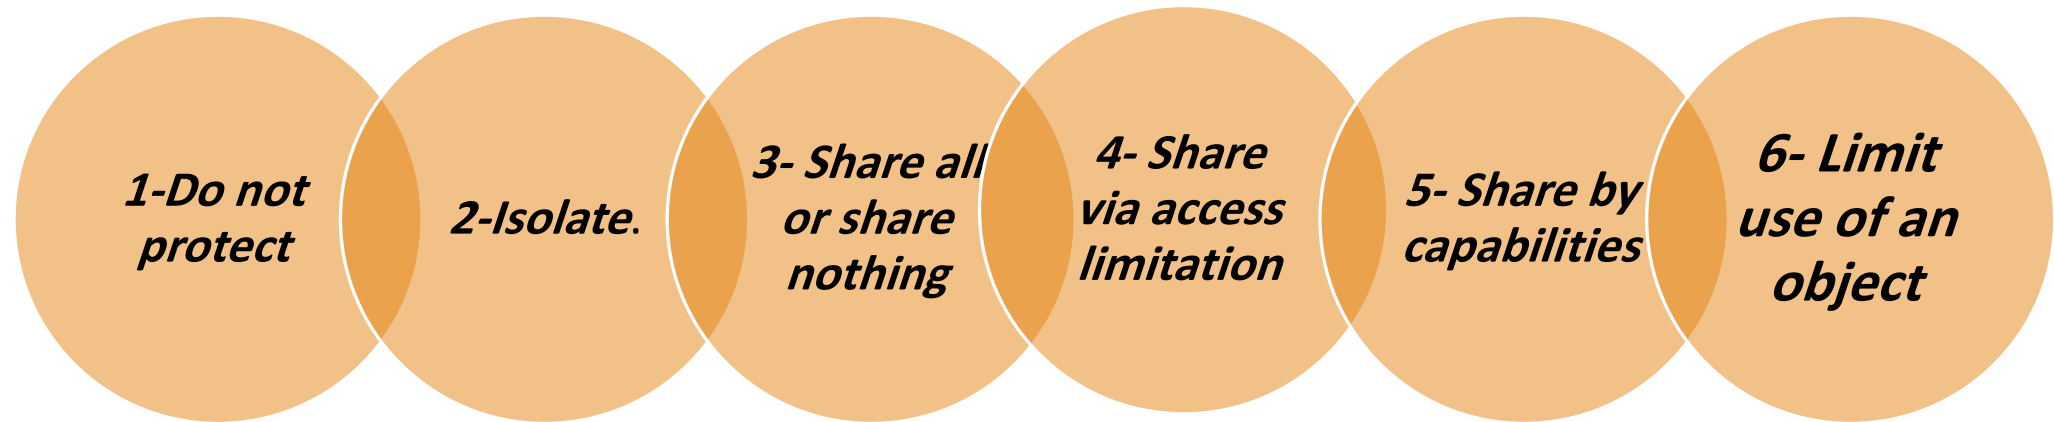 1-Do not
protect
2-Isolate.
3- Share all
or share
nothing
4- Share
via access
limitation
5- Share by
capabilities
6- Limit
use of an
object